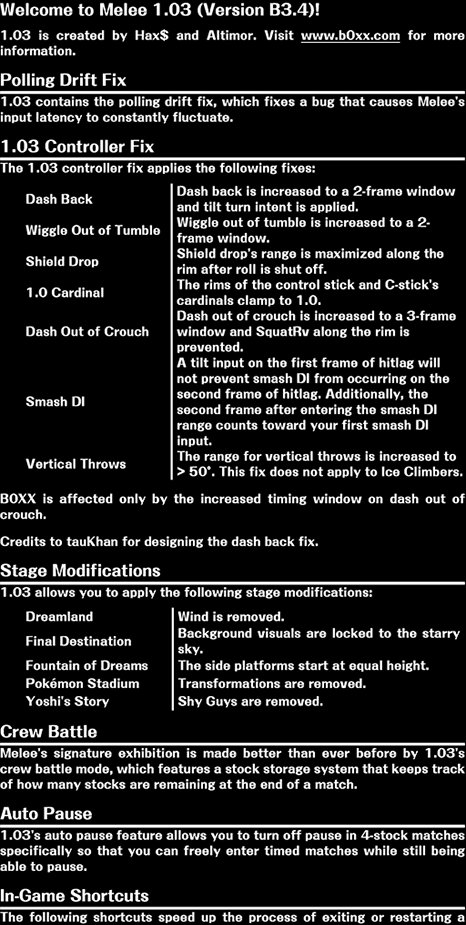 Welcome to Melee 1.03 (Version B3.4)!
1.03 is created by Hax$ and Altimor. Visit www.b0xx.com for more
information.
Polling Drift Fix
1.03 contains the polling drift fix, which fixes a bug that causes Melee's
input latency to constantly fluctuate.
1.03 Controller Fix
The 1.03 controller fix applies the following fixes:
Dash Back
Dash back is increased to a 2-frame window
and tilt turn intent is applied.
Wiggle Out of Tumble
Wiggle out of tumble is increased to a 2-
frame window.
Shield Drop
Shield drop's range is maximized along the
rim after roll is shut off.
1.0 Cardinal
The rims of the control stick and C-stick's
cardinals clamp to 1.0.
Dash Out of Crouch
Dash out of crouch is increased to a 3-frame
window and SquatRv along the rim is
prevented.
Smash DI
A tilt input on the first frame of hitlag will
not prevent smash DI from occurring on the
second frame of hitlag. Additionally, the
second frame after entering the smash DI
range counts toward your first smash DI
input.
Vertical Throws
The range for vertical throws is increased to
> 50°. This fix does not apply to Ice Climbers.
B0XX is affected only by the increased timing window on dash out of
crouch.
Credits to tauKhan for designing the dash back fix.
Stage Modifications
1.03 allows you to apply the following stage modifications:
Dreamland
Wind is removed.
Final Destination
Background visuals are locked to the starry
sky.
Fountain of Dreams
The side platforms start at equal height.
Pokémon Stadium
Transformations are removed.
Yoshi's Story
Shy Guys are removed.
Crew Battle
Melee's signature exhibition is made better than ever before by 1.03's
crew battle mode, which features a stock storage system that keeps track
of how many stocks are remaining at the end of a match.
Auto Pause
1.03's auto pause feature allows you to turn off pause in 4-stock matches
specifically so that you can freely enter timed matches while still being
able to pause.
In-Game Shortcuts
The following shortcuts speed up the process of exiting or restarting a